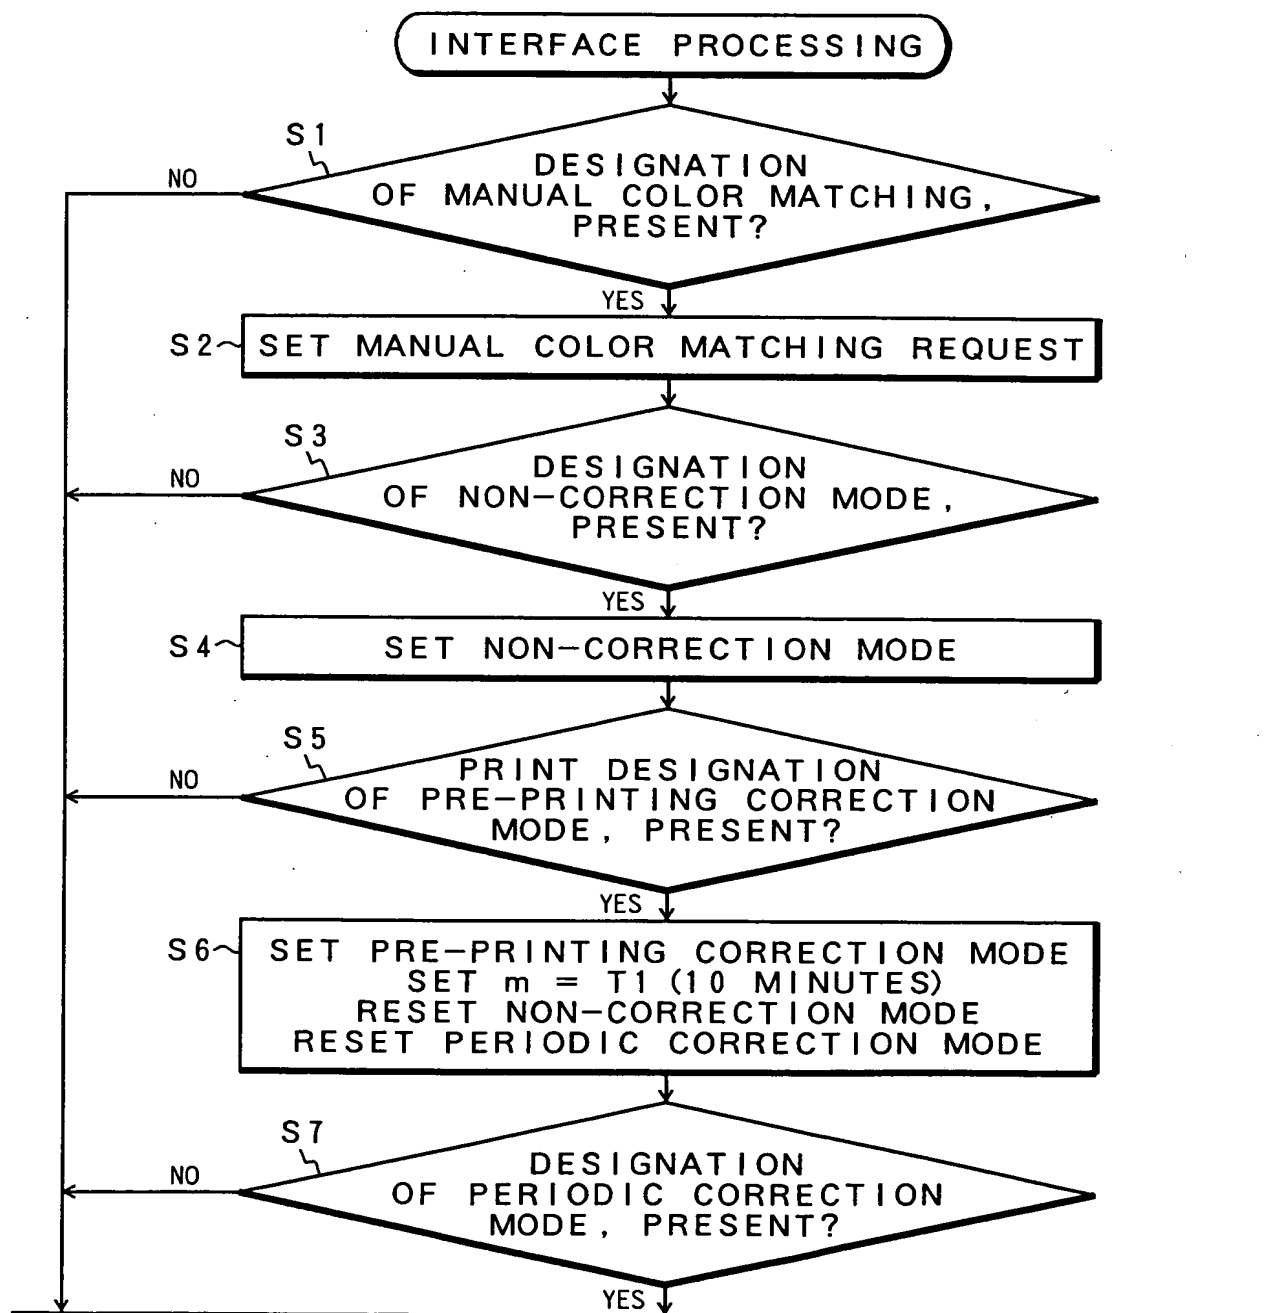 INTERFACE PROCESSING
S1
NO
DESIGNATION
OF MANUAL COLOR MATCHING,
PRESENT?
YES
S2
SET MANUAL COLOR MATCHING REQUEST
S3
NO
DESIGNATION
OF NON-CORRECTION MODE,
PRESENT?
YES
S4
SET NON-CORRECTION MODE
S5
NO
PRINT DESIGNATION
OF PRE-PRINTING CORRECTION
MODE, PRESENT?
YES
S6
SET PRE-PRINTING CORRECTION MODE
SET m = T1 (10 MINUTES)
RESET NON-CORRECTION MODE
RESET PERIODIC CORRECTION MODE
S7
NO
DESIGNATION
OF PERIODIC CORRECTION
MODE, PRESENT?
YES